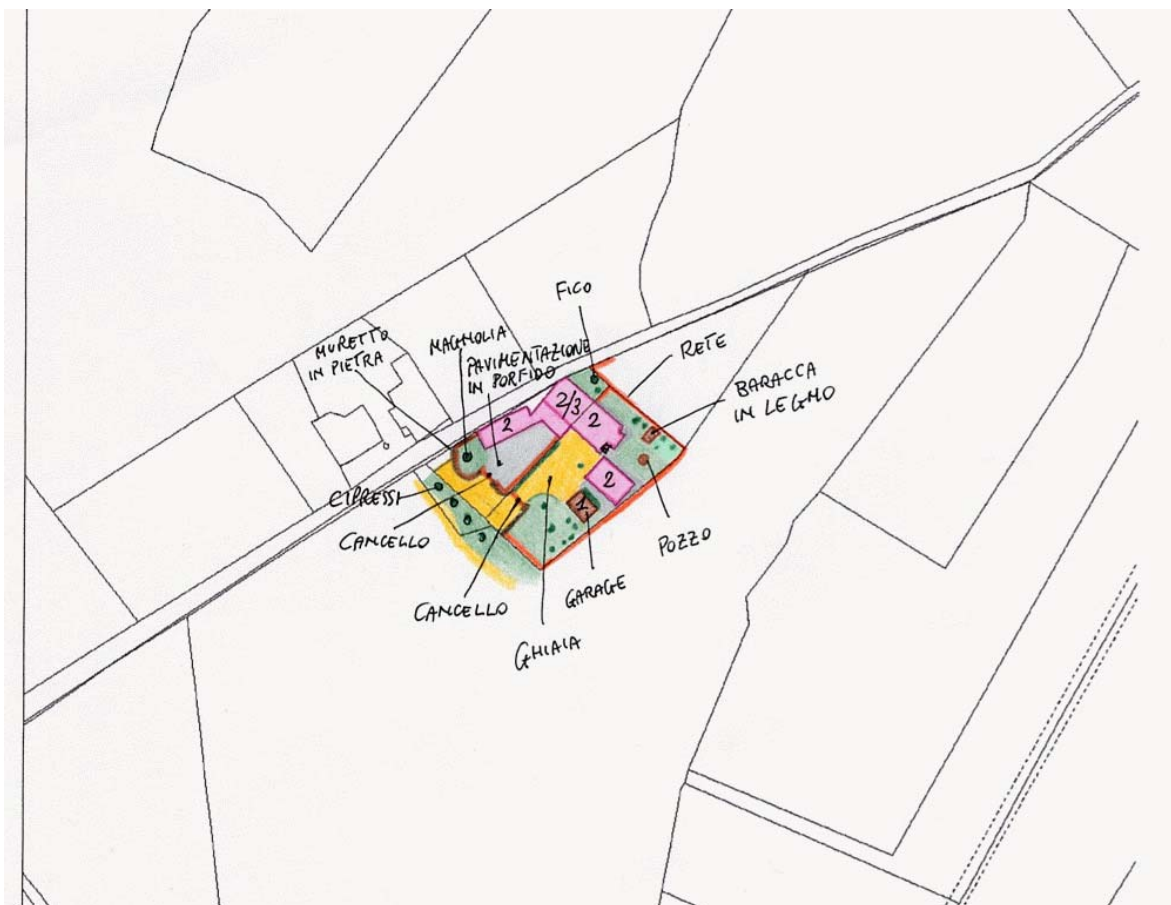 FICO
MURETTO
IN PIETRA
MAGNOLIA
PAVIMENTAZIONE
IN PORFIDO
RETE
BARACCA
IN LEGNO
2/3
2
2
2
1
CIPRESSI
CANCELLO
CANCELLO
GHIAIA
GARAGE
POZZO